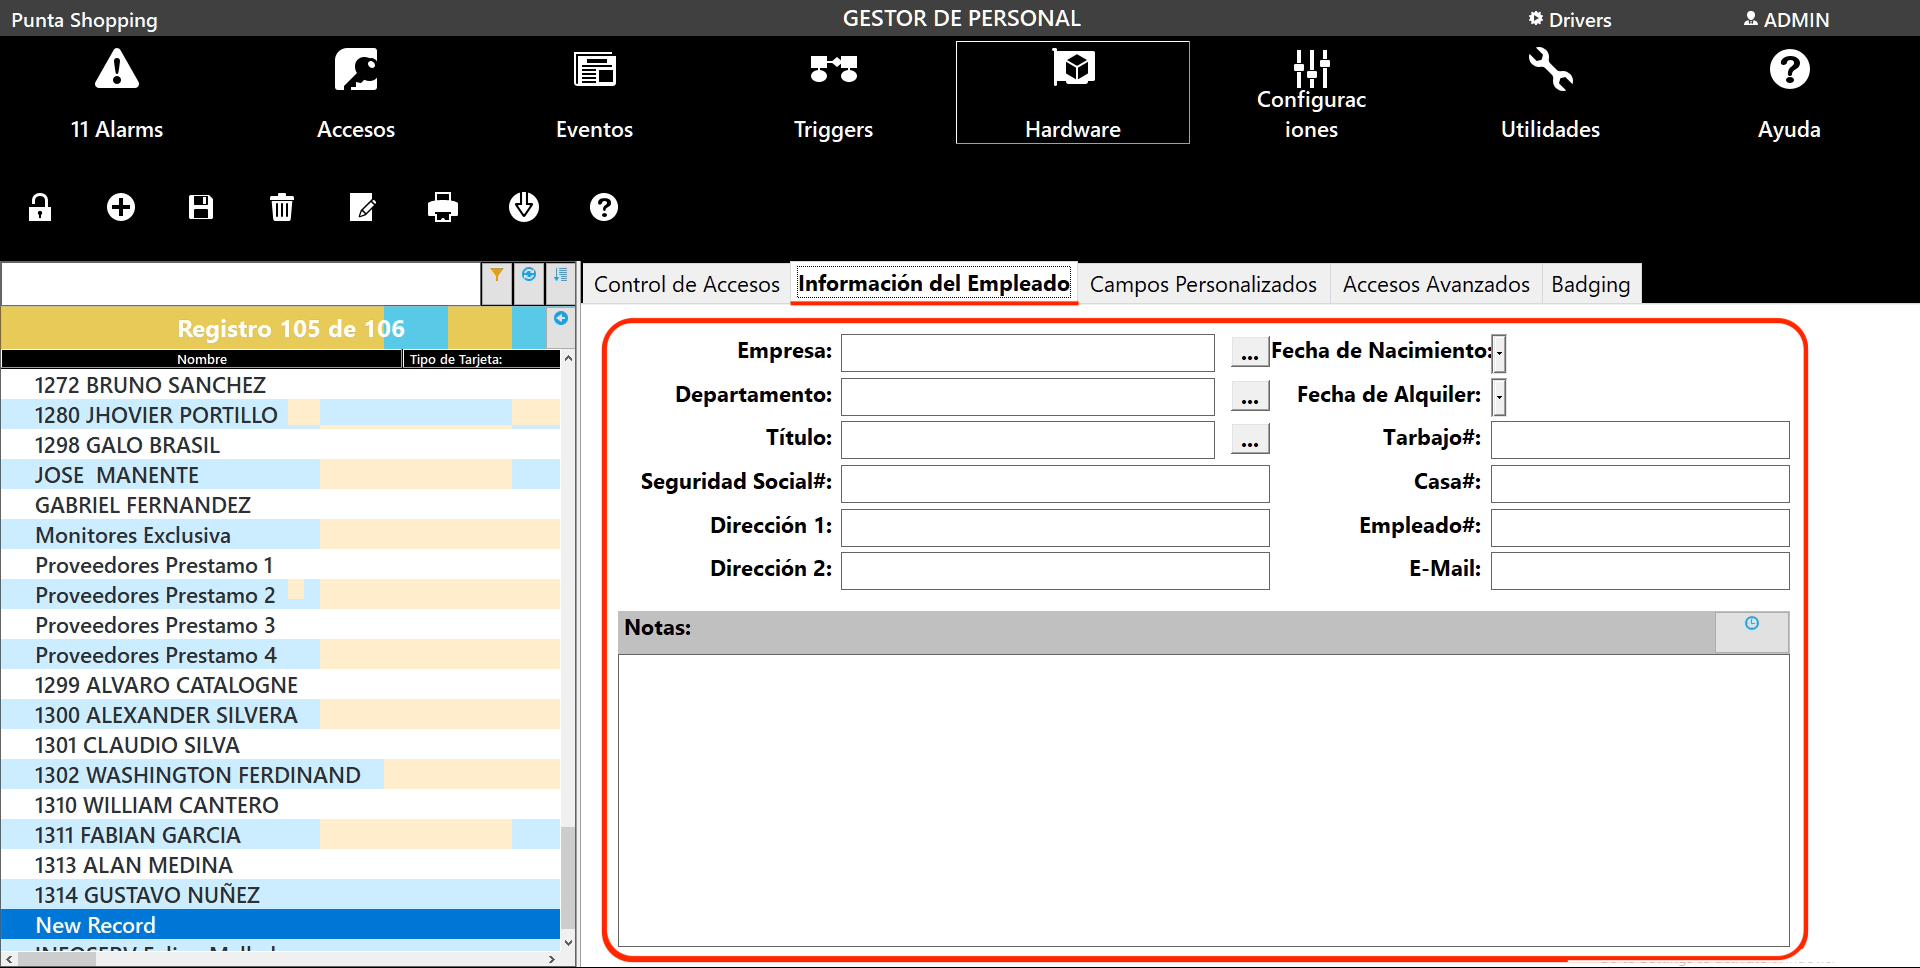 Punta Shopping
GESTOR DE PERSONAL
Drivers
ADMIN
11 Alarms
Accesos
Eventos
Triggers
Hardware
Configurac
iones
Utilidades
Ayuda
Control de Accesos
Información del Empleado
Campos Personalizados
Accesos Avanzados
Badging
Registro 105 de 106
Nombre
Tipo de Tarjeta:
1272 BRUNO SANCHEZ
1280 JHOVIER PORTILLO
1298 GALO BRASIL
JOSE MANENTE
GABRIEL FERNANDEZ
Monitores Exclusiva
Proveedores Prestamo 1
Proveedores Prestamo 2
Proveedores Prestamo 3
Proveedores Prestamo 4
1299 ALVARO CATALOGNE
1300 ALEXANDER SILVERA
1301 CLAUDIO SILVA
1302 WASHINGTON FERDINAND
1310 WILLIAM CANTERO
1311 FABIAN GARCIA
1313 ALAN MEDINA
1314 GUSTAVO NUÑEZ
New Record
Empresa:
...
Fecha de Nacimiento:
Departamento:
...
Fecha de Alquiler:
Título:
...
Tarbajo#:
Seguridad Social#:
Casa#:
Dirección 1:
Empleado#:
Dirección 2:
E-Mail:
Notas: